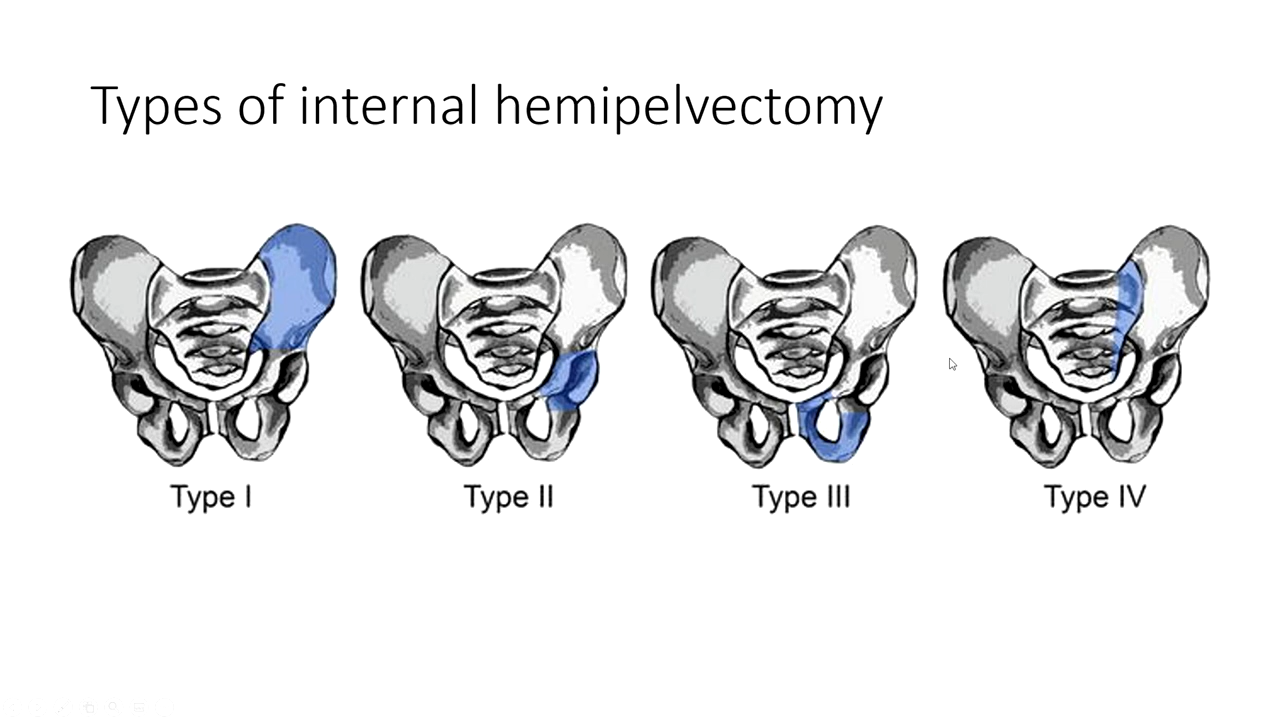 Types of internal hemipelvectomy
Type I
Type II
Type III
Type IV